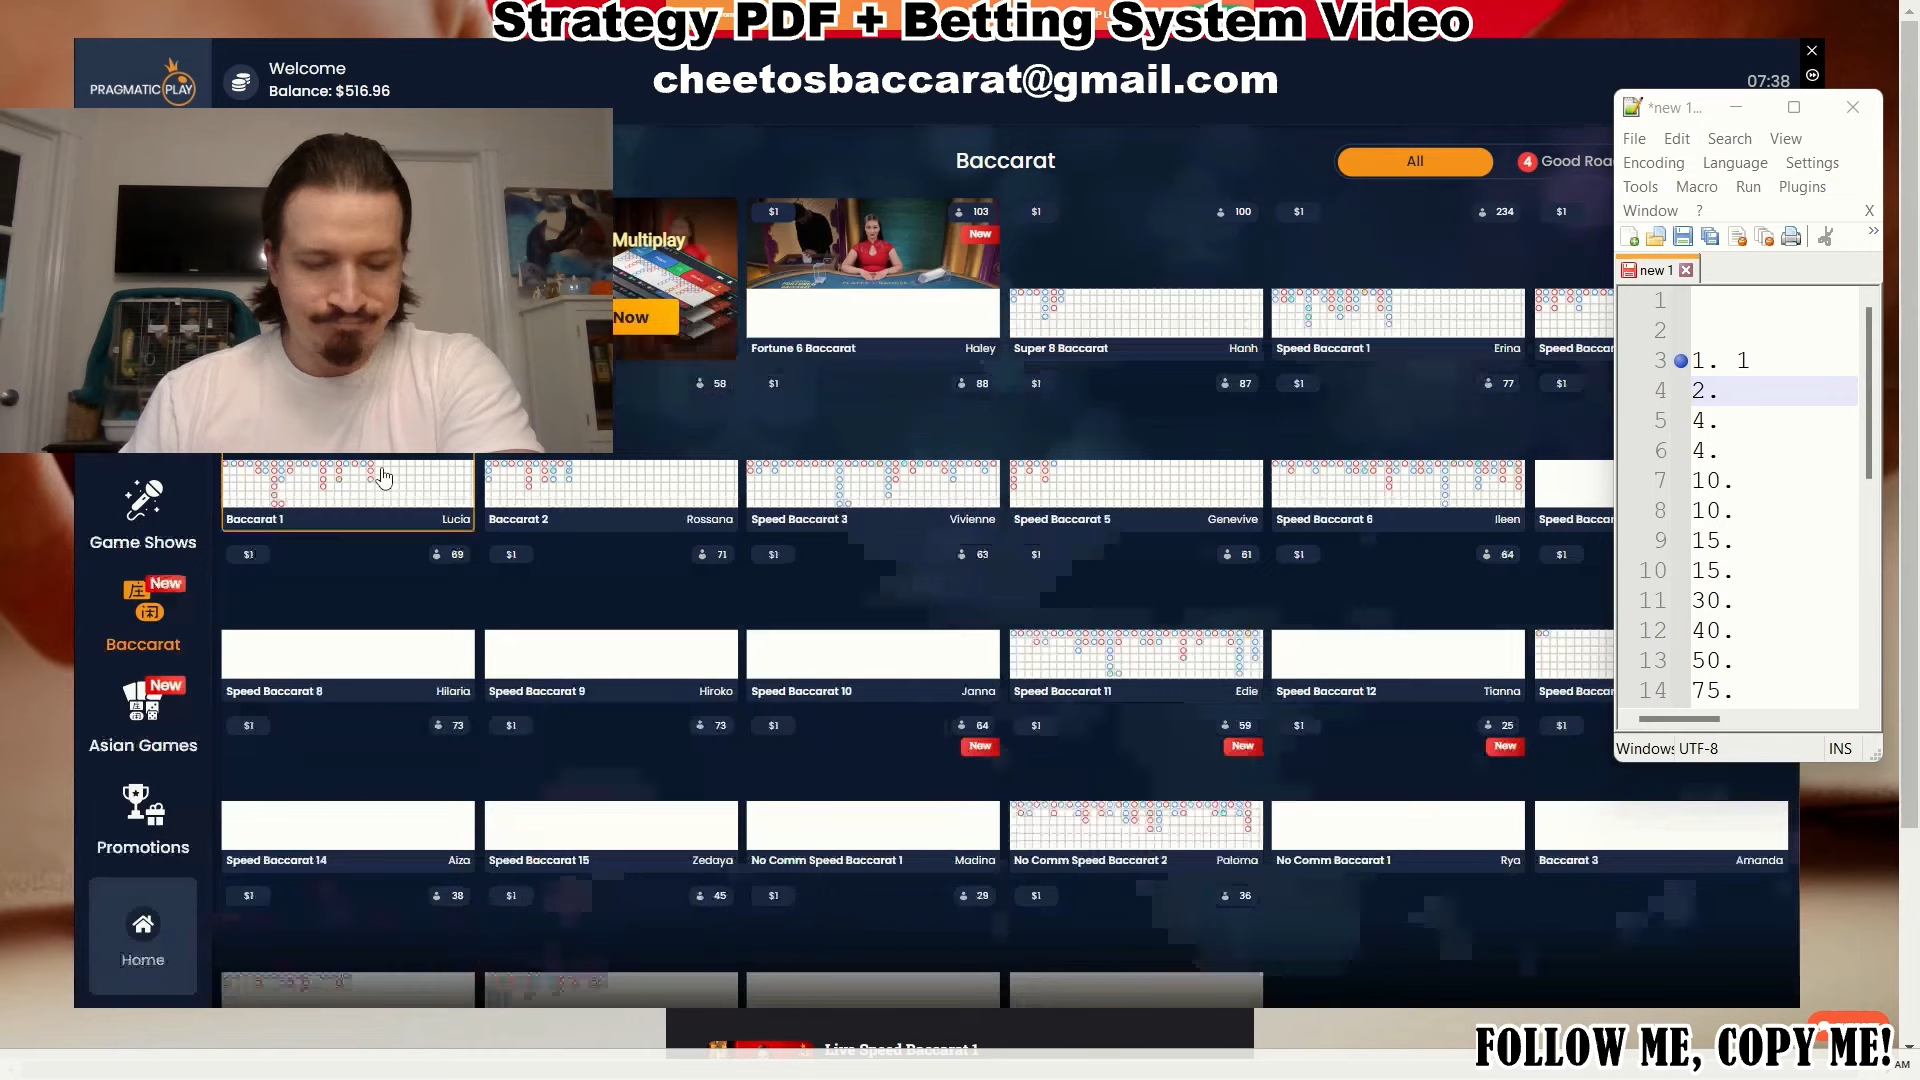 Strategy PDF + Betting System Video
cheetosbaccarat@gmail.com
PRAGMATIC PLAY
Welcome
Balance: $516.96
07:38
Baccarat
All
4 Good Roa
Multiplay
Now
$1 103
New
$1 100
$1 234
$1
Fortune 6 Baccarat Haley
Super 8 Baccarat Hanh
Speed Baccarat 1 Erina
Speed Bacca
58
$1 88
$1 87
$1 77
$1
Baccarat 1 Lucia
Baccarat 2 Rossana
Speed Baccarat 3 Vivienne
Speed Baccarat 5 Genevive
Speed Baccarat 6 Ileen
Speed Bacca
$1 69
$1 71
$1 63
$1 61
$1 64
$1
Speed Baccarat 8 Hilaria
Speed Baccarat 9 Hiroko
Speed Baccarat 10 Janna
Speed Baccarat 11 Edie
Speed Baccarat 12 Tianna
Speed Bacca
$1 73
$1 73
$1 64
New
$1 59
New
$1 25
New
$1
Speed Baccarat 14 Aiza
Speed Baccarat 15 Zedaya
No Comm Speed Baccarat 1 Madina
No Comm Speed Baccarat 2 Paloma
No Comm Baccarat 1 Rya
Baccarat 3 Amanda
$1 38
$1 45
$1 29
$1 36
Game Shows
New
庄
闲
Baccarat
New
Asian Games
Promotions
Home
*new 1...
File Edit Search View
Encoding Language Settings
Tools Macro Run Plugins
Window ? X
new 1
1
2
3 1. 1
4 2.
5 4.
6 4.
7 10.
8 10.
9 15.
10 15.
11 30.
12 40.
13 50.
14 75.
Windows UTF-8 INS
Live Speed Baccarat 1
FOLLOW ME, COPY ME!
AM